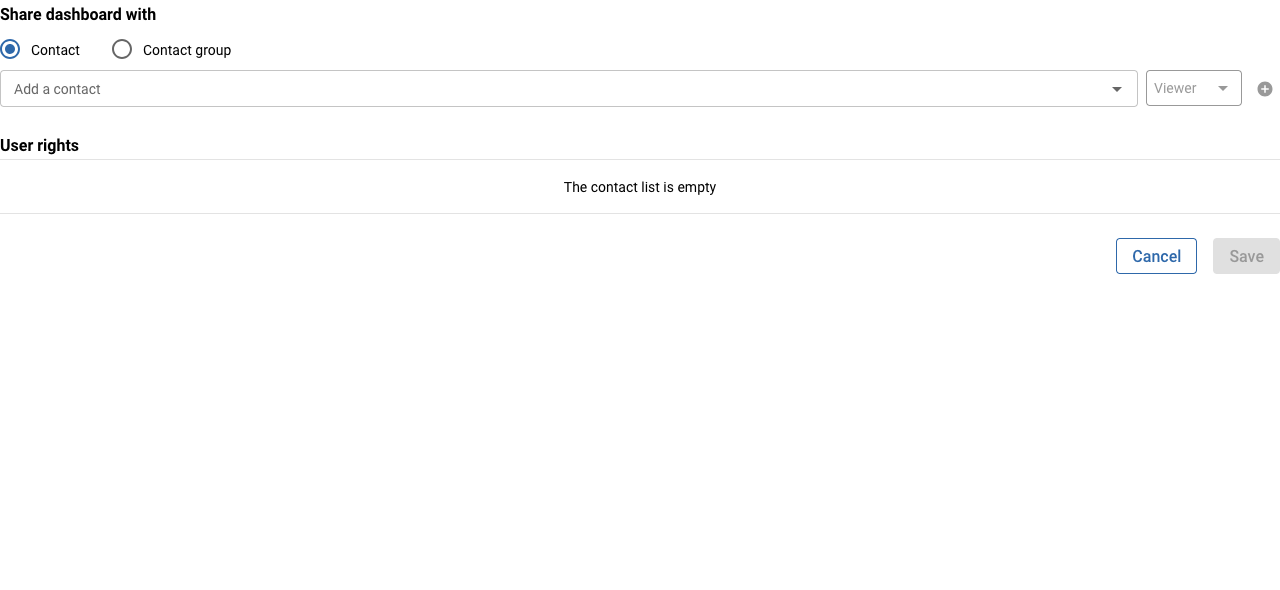 Share dashboard with
Contact Contact group
Add a contact Viewer
User rights
The contact list is empty
Cancel Save